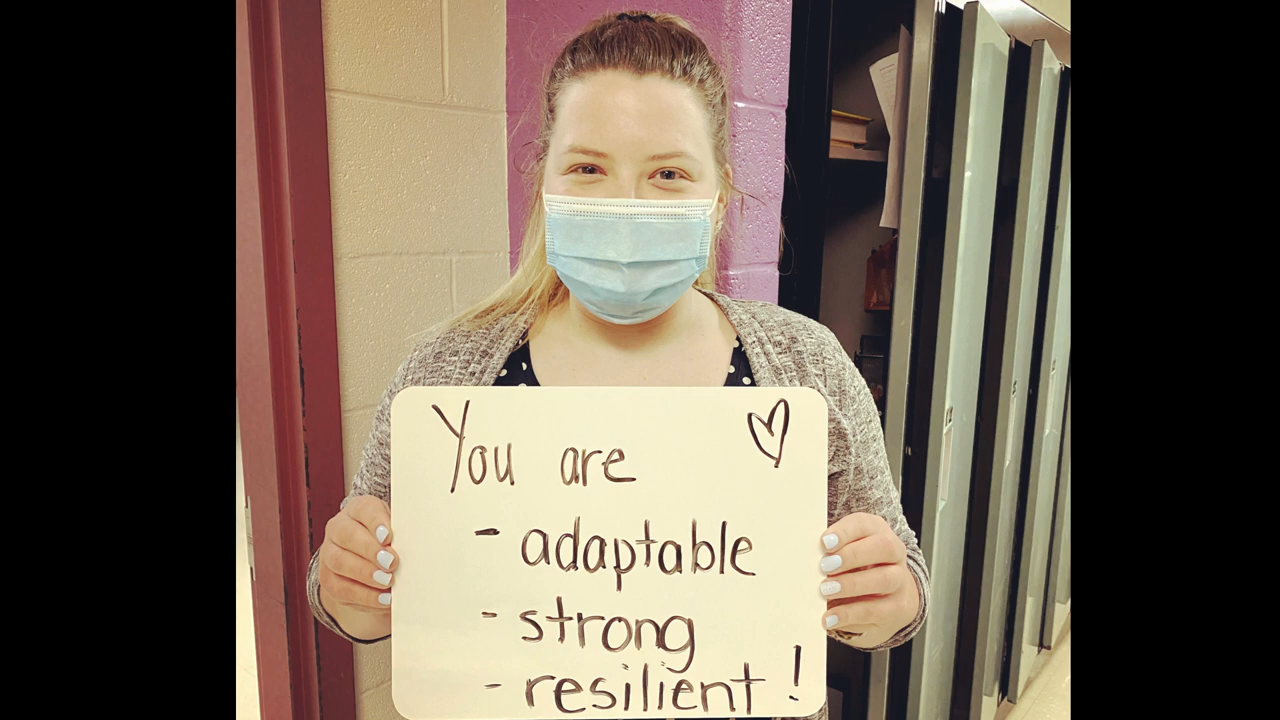 You are
- adaptable
- strong
- resilient!